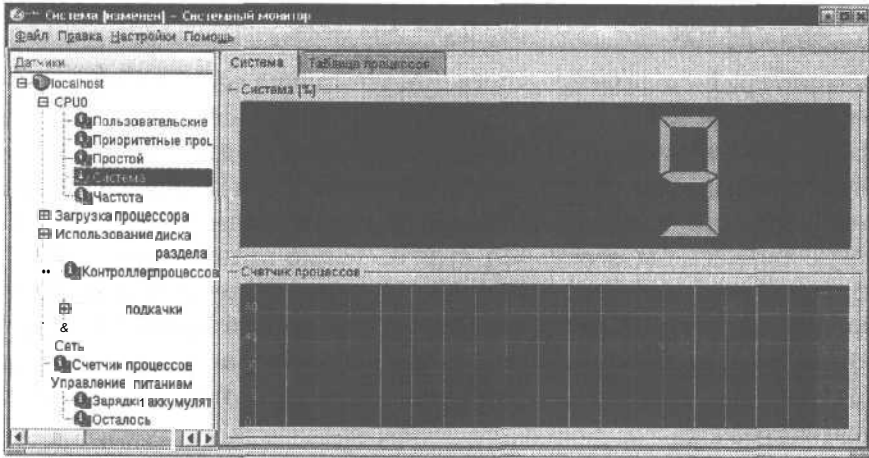 Система [изменен] – Системный монитор
Файл Правка Настройки Помощь
Датчики
localhost
CPU0
Пользовательские
Приоритетные проц
Простой
Система
Частота
Загрузка процессора
Использование диска
раздела
Контроллер процессов
подкачки
&
Сеть
Счетчик процессов
Управление питанием
Зарядки аккумулят
Осталось
Система
Таблица процессов
Система [%]
9
Счетчик процессов